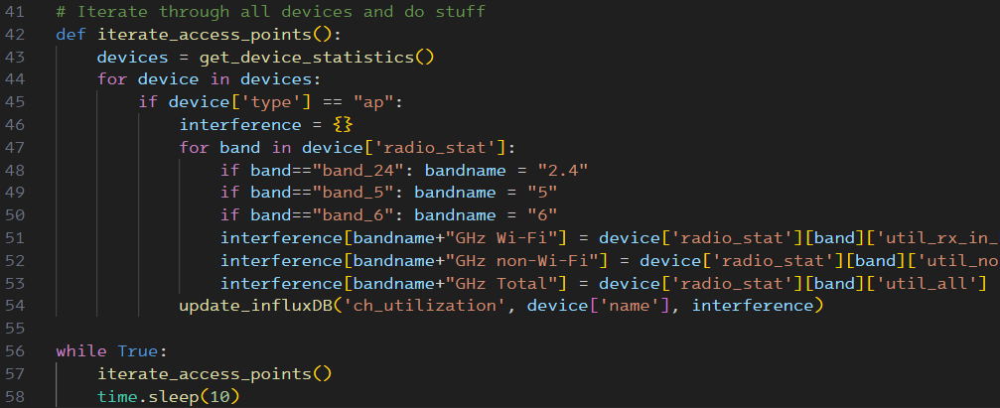 41 # Iterate through all devices and do stuff
42 def iterate_access_points():
43     devices = get_device_statistics()
44     for device in devices:
45         if device['type'] == "ap":
46             interference = {}
47             for band in device['radio_stat']:
48                 if band=="band_24": bandname = "2.4"
49                 if band=="band_5": bandname = "5"
50                 if band=="band_6": bandname = "6"
51                 interference[bandname+"GHz Wi-Fi"] = device['radio_stat'][band]['util_rx_in_
52                 interference[bandname+"GHz non-Wi-Fi"] = device['radio_stat'][band]['util_no
53                 interference[bandname+"GHz Total"] = device['radio_stat'][band]['util_all']
54             update_influxDB('ch_utilization', device['name'], interference)
55
56 while True:
57     iterate_access_points()
58     time.sleep(10)